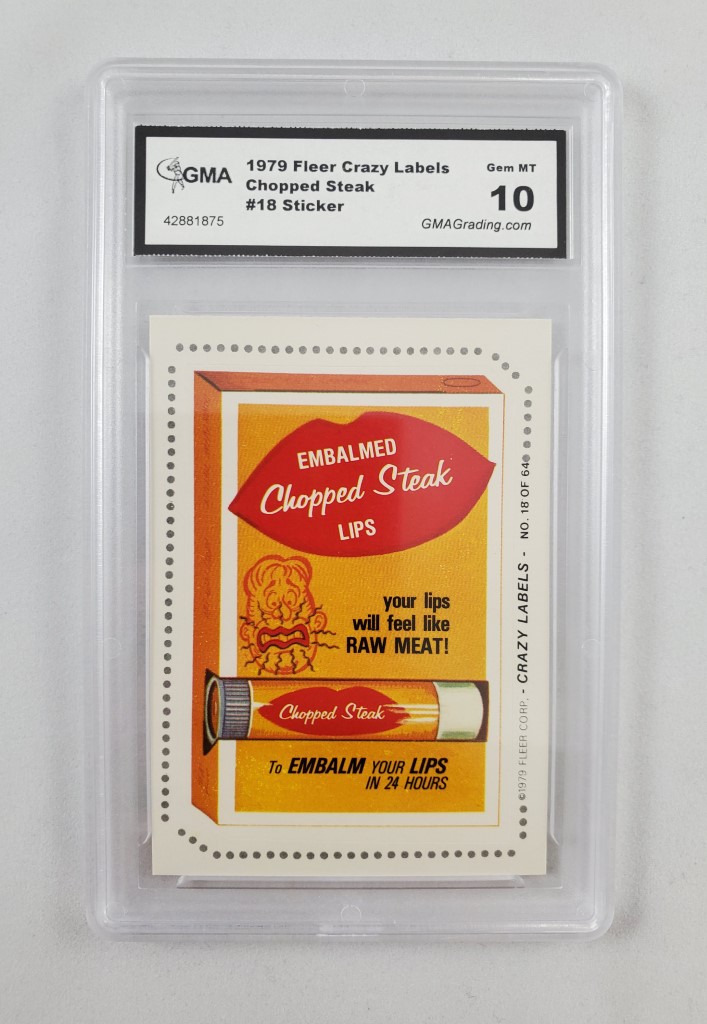 GMA
42881875
1979 Fleer Crazy Labels
Chopped Steak
#18 Sticker
Gem MT
10
GMAGrading.com
EMBALMED
Chopped Steak
LIPS
your lips
will feel like
RAW MEAT!
Chopped Steak
To EMBALM YOUR LIPS
IN 24 HOURS
©1979 FLEER CORP, - CRAZY LABELS - NO. 18 OF 64